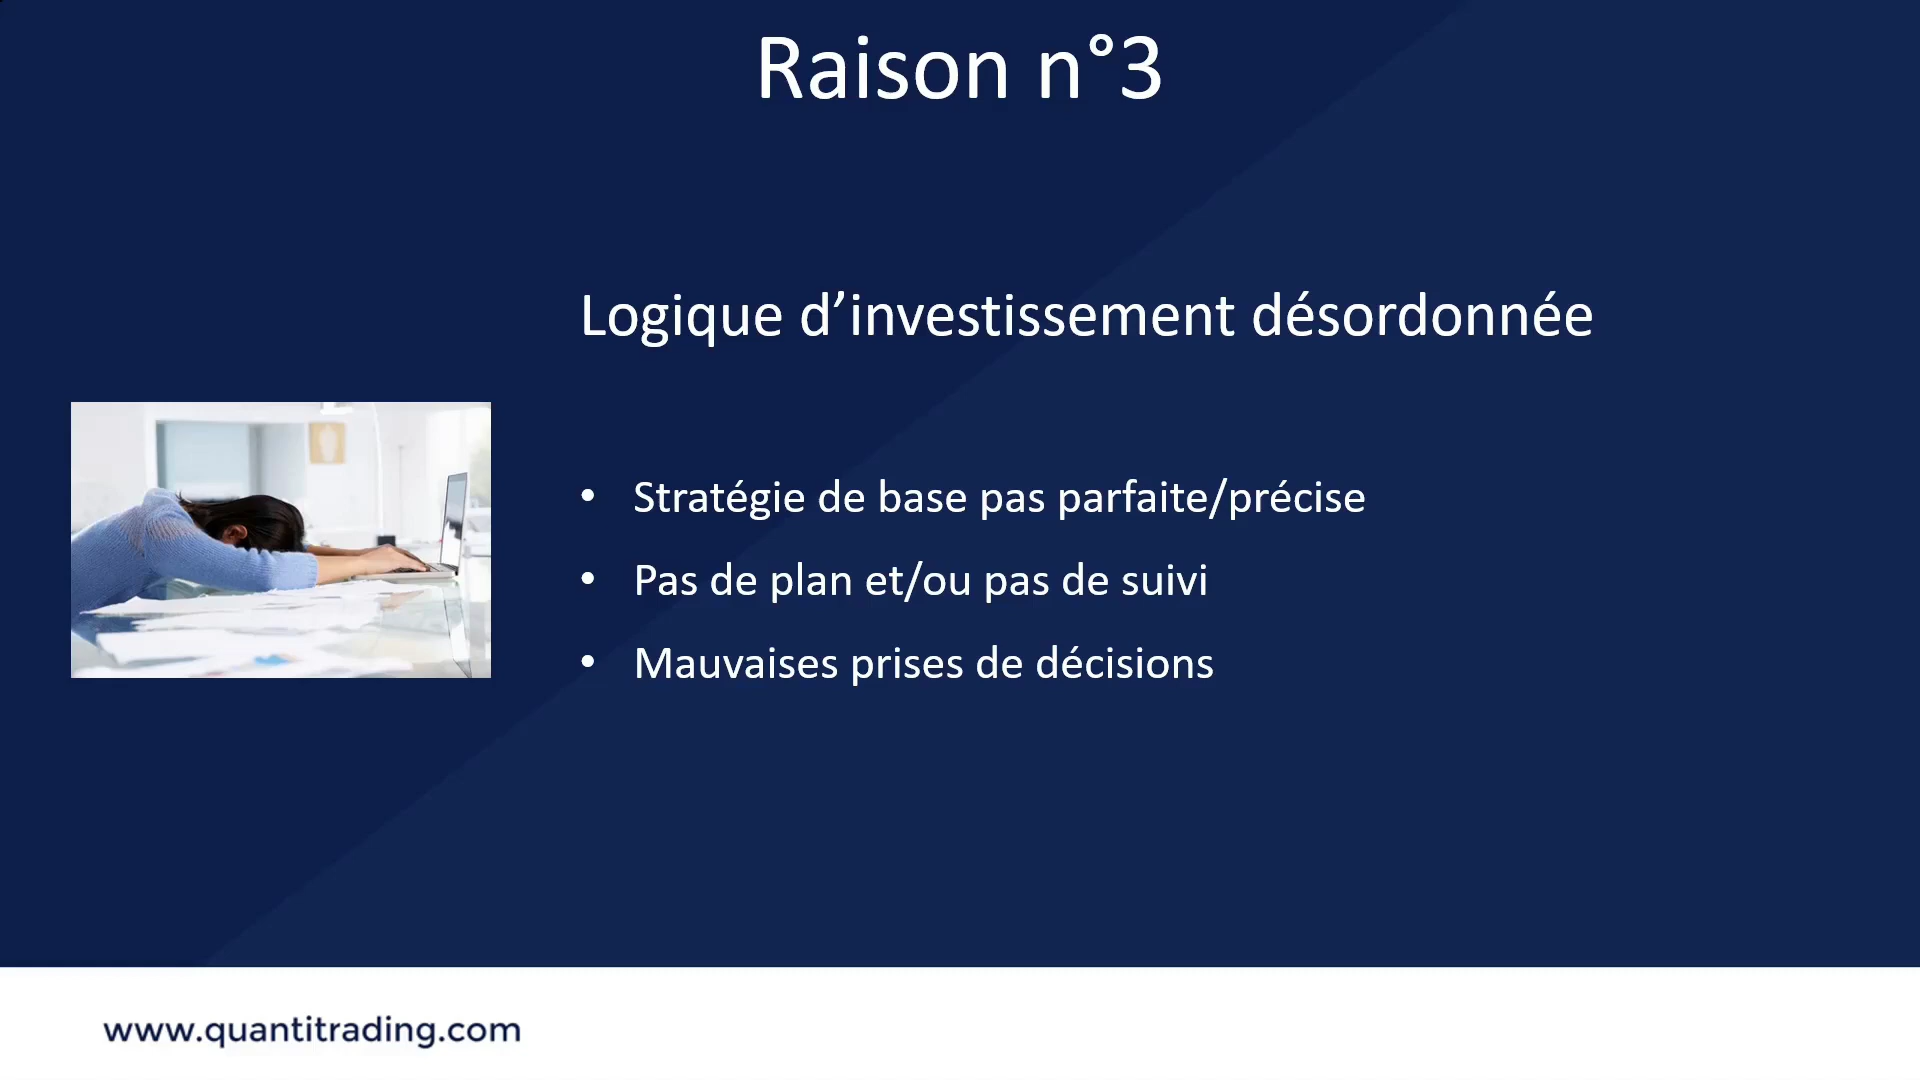 Raison n°3
Logique d’investissement désordonnée
• Stratégie de base pas parfaite/précise
• Pas de plan et/ou pas de suivi
• Mauvaises prises de décisions
www.quantitrading.com